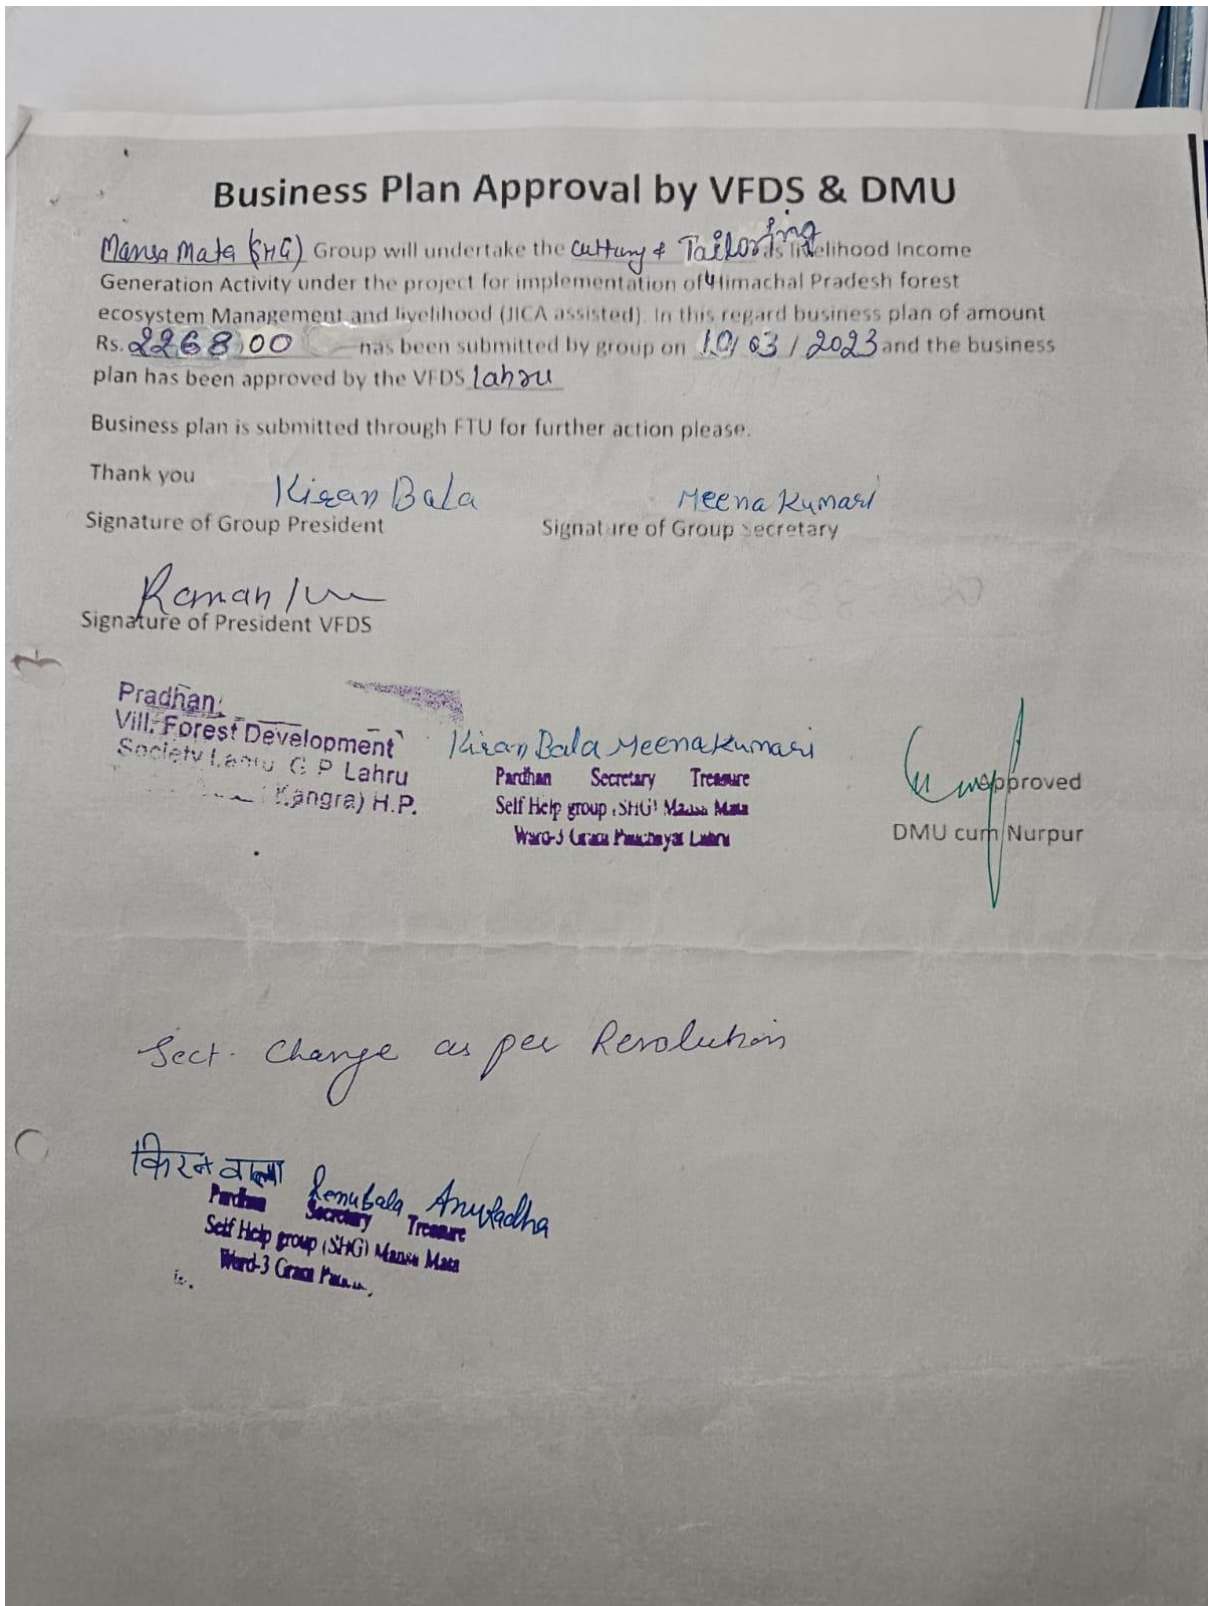 Business Plan Approval by VFDS & DMU
Mansa Mata (SHG) Group will undertake the Cuttung & Tailoring as livelihood Income
Generation Activity under the project for implementation of Himachal Pradesh forest
ecosystem Management and livelihood (JICA assisted). In this regard business plan of amount
Rs. 226800 has been submitted by group on 10/03/2023 and the business
plan has been approved by the VFDS Lahru
Business plan is submitted through FTU for further action please.
Thank you
Kiran Bala
Meena Kumari
Signature of Group President
Signature of Group Secretary
Raman
Signature of President VFDS
Pradhan,
Vill. Forest Development
Society Lahru G P Lahru
(Kangra) H.P.
Kiran Bala Meena Kumari
Pardhan Secretary Treasure
Self Help group (SHG) Mansa Mata
Ward-3 Gram Panchayat Lahru
Approved
DMU cum Nurpur
Sect. Change as per Resolution
किरन वाला Renubala Anuradha
Pardhan Secretary Treasure
Self Help group (SHG) Mansa Mata
Ward-3 Gram